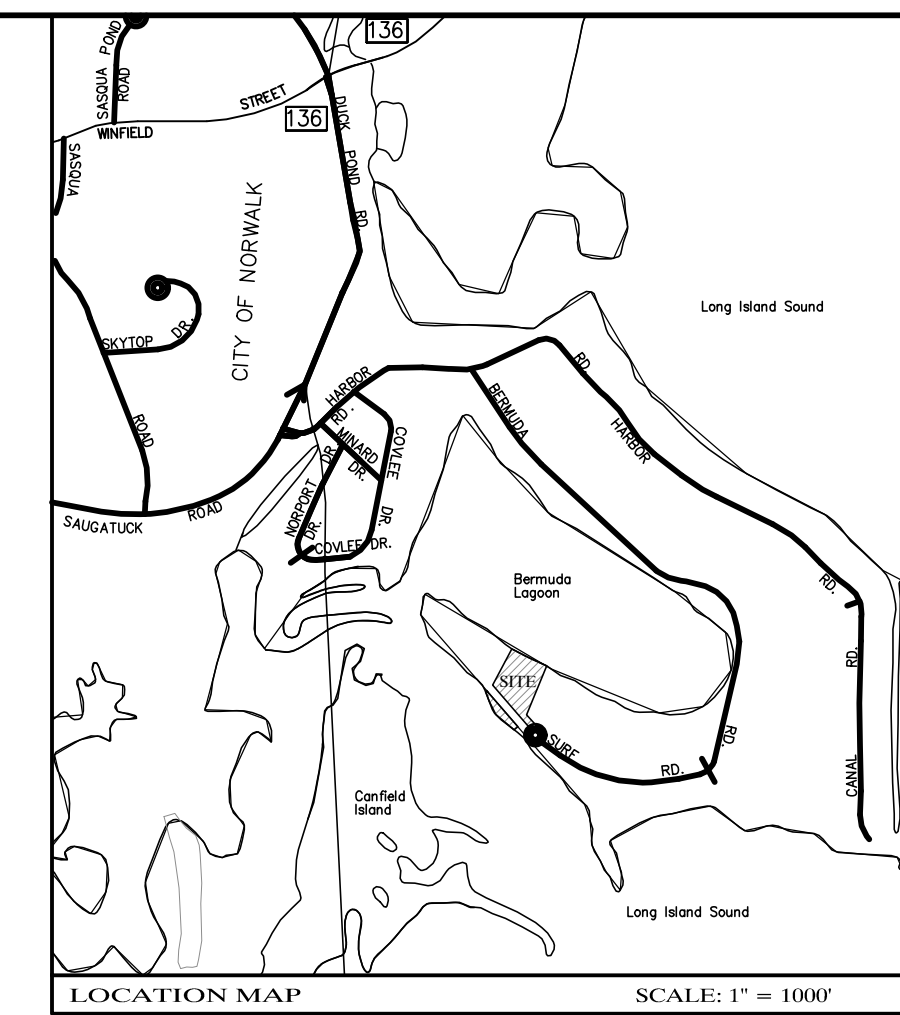 136
SASQUA POND
ROAD
STREET
136
WINFIELD
DUCK POND RD.
SASQUA
CITY OF NORWALK
Long Island Sound
SKYTOP DR.
ROAD
HARBOR
RD.
RD.
HARBOR
BERMUDA
MINARD
DR.
COVLEE
DR.
DR.
NORPORT
DR.
COVLEE DR.
SAUGATUCK
ROAD
Bermuda
Lagoon
RD.
RD.
SITE
SURF
RD.
RD.
CANAL
Canfield
Island
Long Island Sound
LOCATION MAP
SCALE: 1" = 1000'